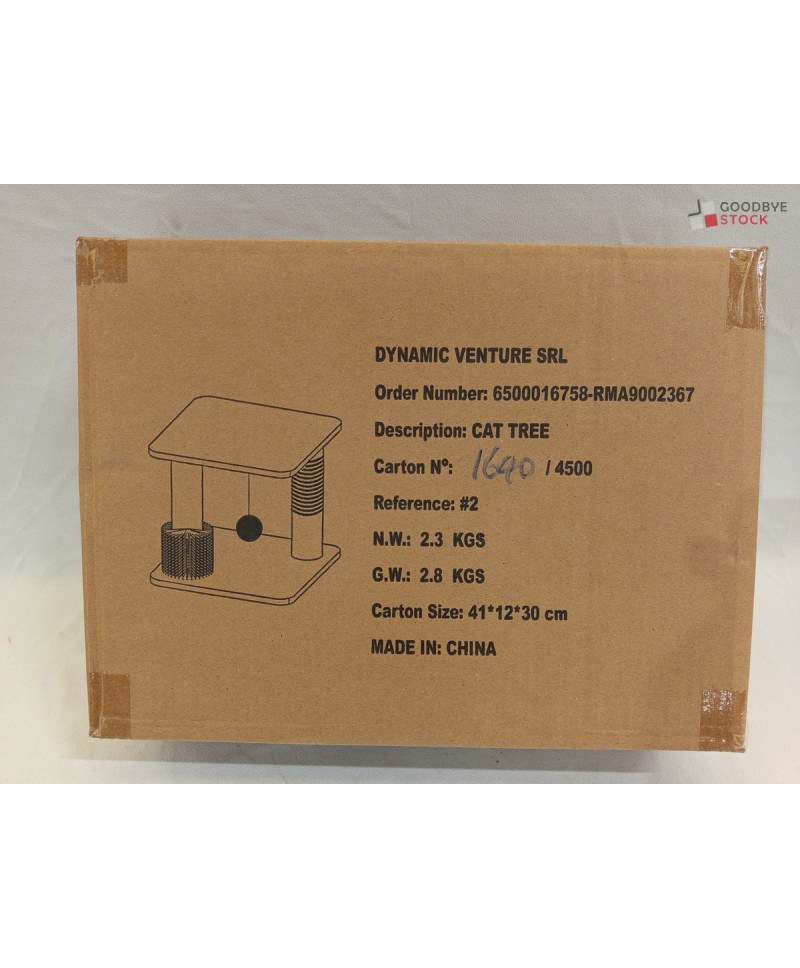 GOODBYE
STOCK
DYNAMIC VENTURE SRL
Order Number: 6500016758-RMA9002367
Description: CAT TREE
Carton Nº: 1640 / 4500
Reference: #2
N.W.: 2.3 KGS
G.W.: 2.8 KGS
Carton Size: 41*12*30 cm
MADE IN: CHINA